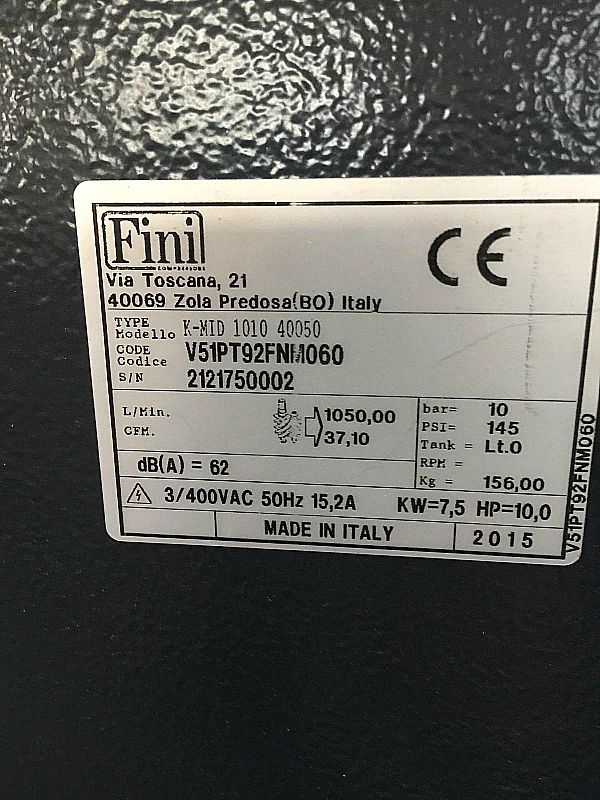 Fini
CE
Via Toscana, 21
40069 Zola Predosa(BO) Italy
TYPE
Modello K-MID 1010 40050
CODE
Codice V51PT92FNM060
S/N 2121750002
L/Min. 1050,00
CFM. 37,10
bar= 10
PSI= 145
Tank = Lt.0
RPM =
Kg = 156,00
dB(A) = 62
3/400VAC 50Hz 15,2A KW=7,5 HP=10,0
MADE IN ITALY 2015
V51PT92FNM060